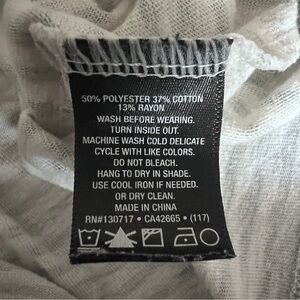 50% POLYESTER 37% COTTON
13% RAYON
WASH BEFORE WEARING.
TURN INSIDE OUT.
MACHINE WASH COLD DELICATE
CYCLE WITH LIKE COLORS.
DO NOT BLEACH.
HANG TO DRY IN SHADE.
USE COOL IRON IF NEEDED.
OR DRY CLEAN.
MADE IN CHINA
RN#130717 • CA42665 • (117)